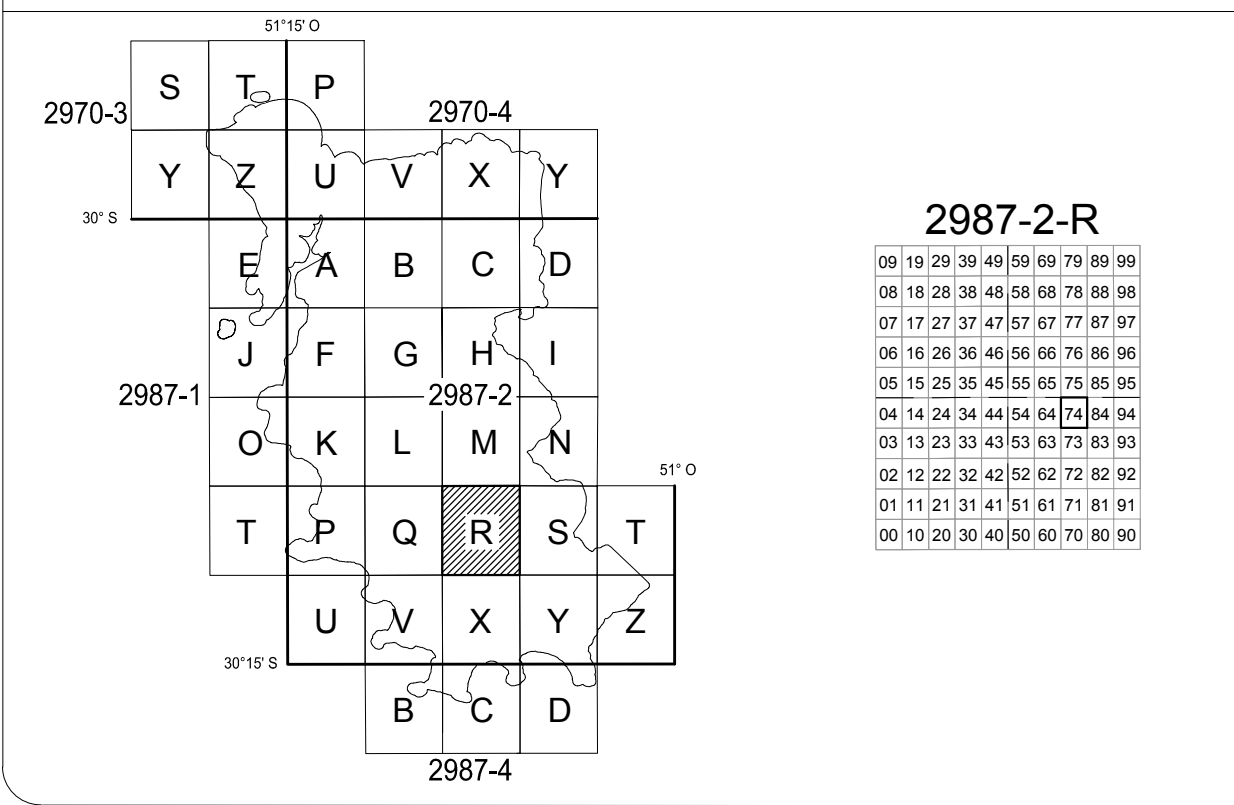 51°15' O
S T P
2970-3 2970-4
Y Z U V X Y
30° S
E A B C D
J F G H I
2987-1 2987-2
O K L M N
51° O
T P Q R S T
U V X Y Z
30°15' S
B C D
2987-4
2987-2-R
09 19 29 39 49 59 69 79 89 99
08 18 28 38 48 58 68 78 88 98
07 17 27 37 47 57 67 77 87 97
06 16 26 36 46 56 66 76 86 96
05 15 25 35 45 55 65 75 85 95
04 14 24 34 44 54 64 74 84 94
03 13 23 33 43 53 63 73 83 93
02 12 22 32 42 52 62 72 82 92
01 11 21 31 41 51 61 71 81 91
00 10 20 30 40 50 60 70 80 90